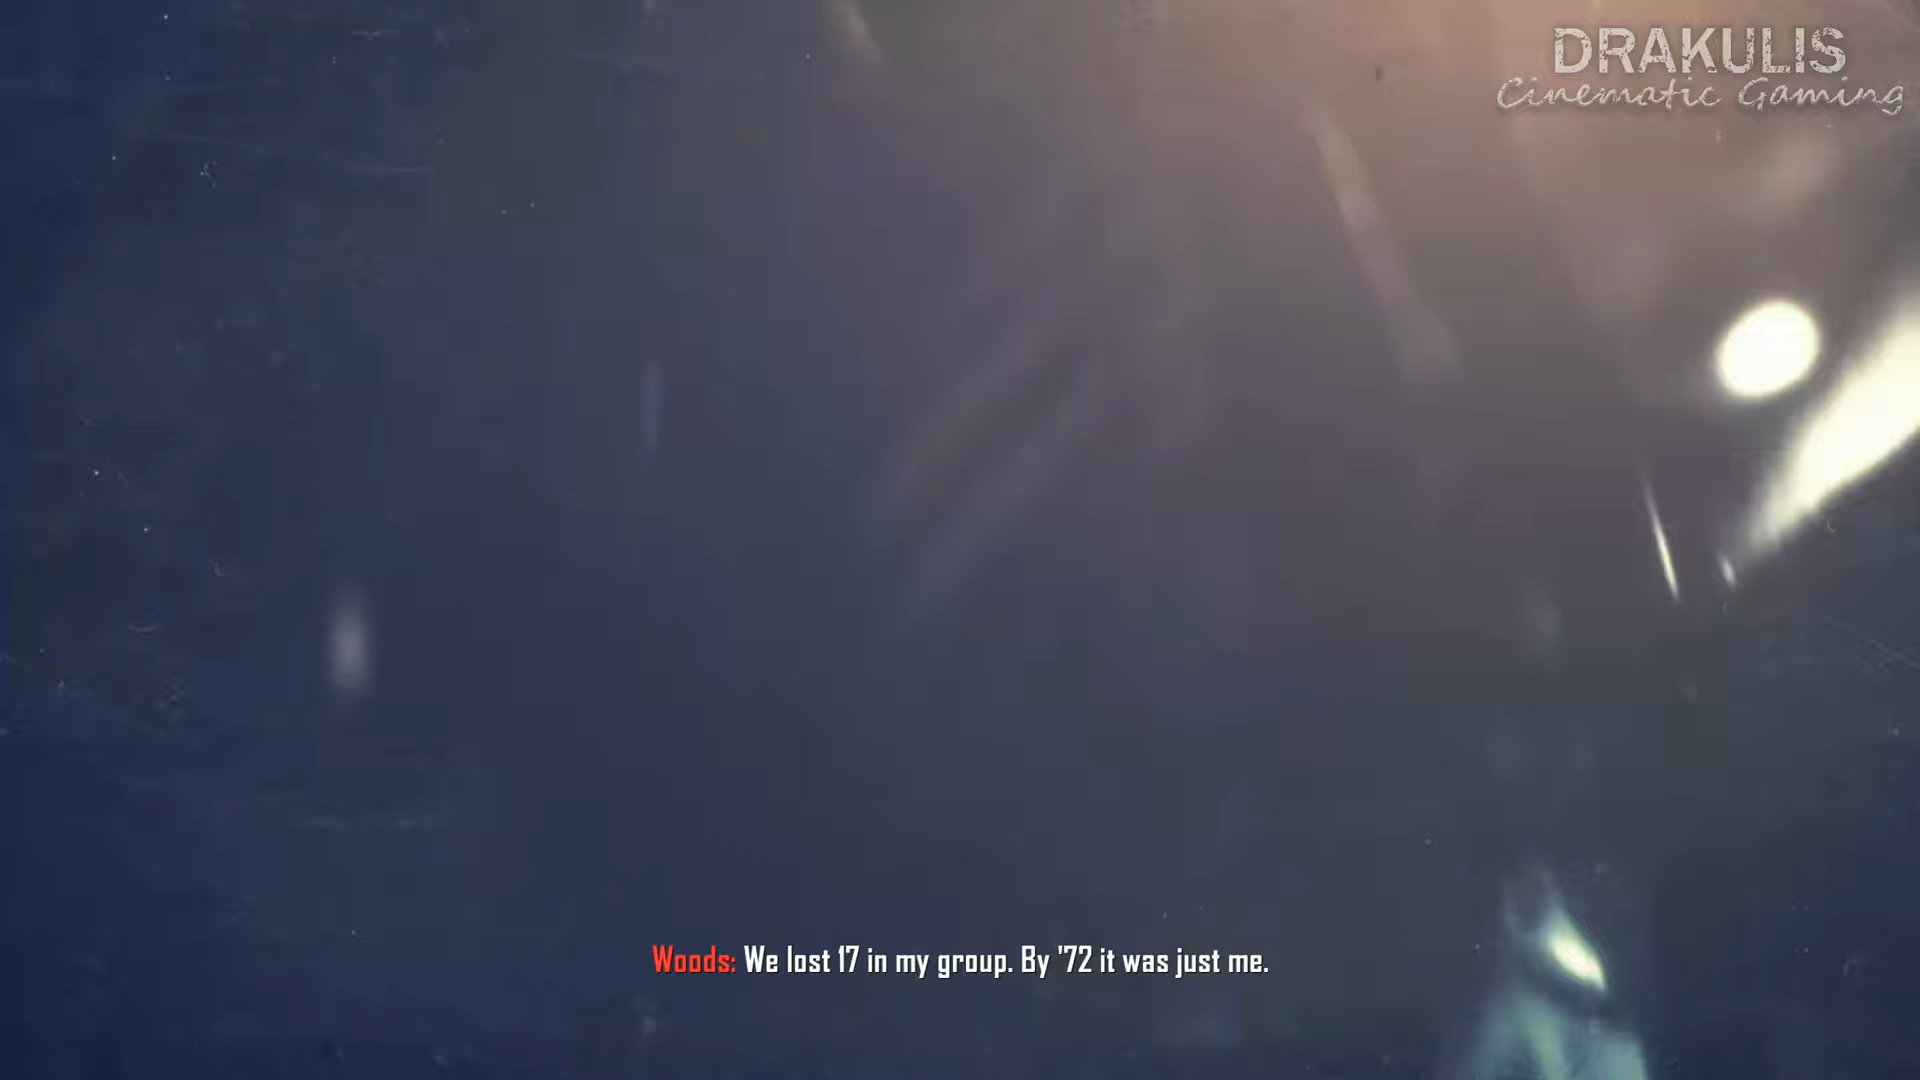 DRAKULIS
Cinematic Gaming
Woods: We lost 17 in my group. By '72 it was just me.